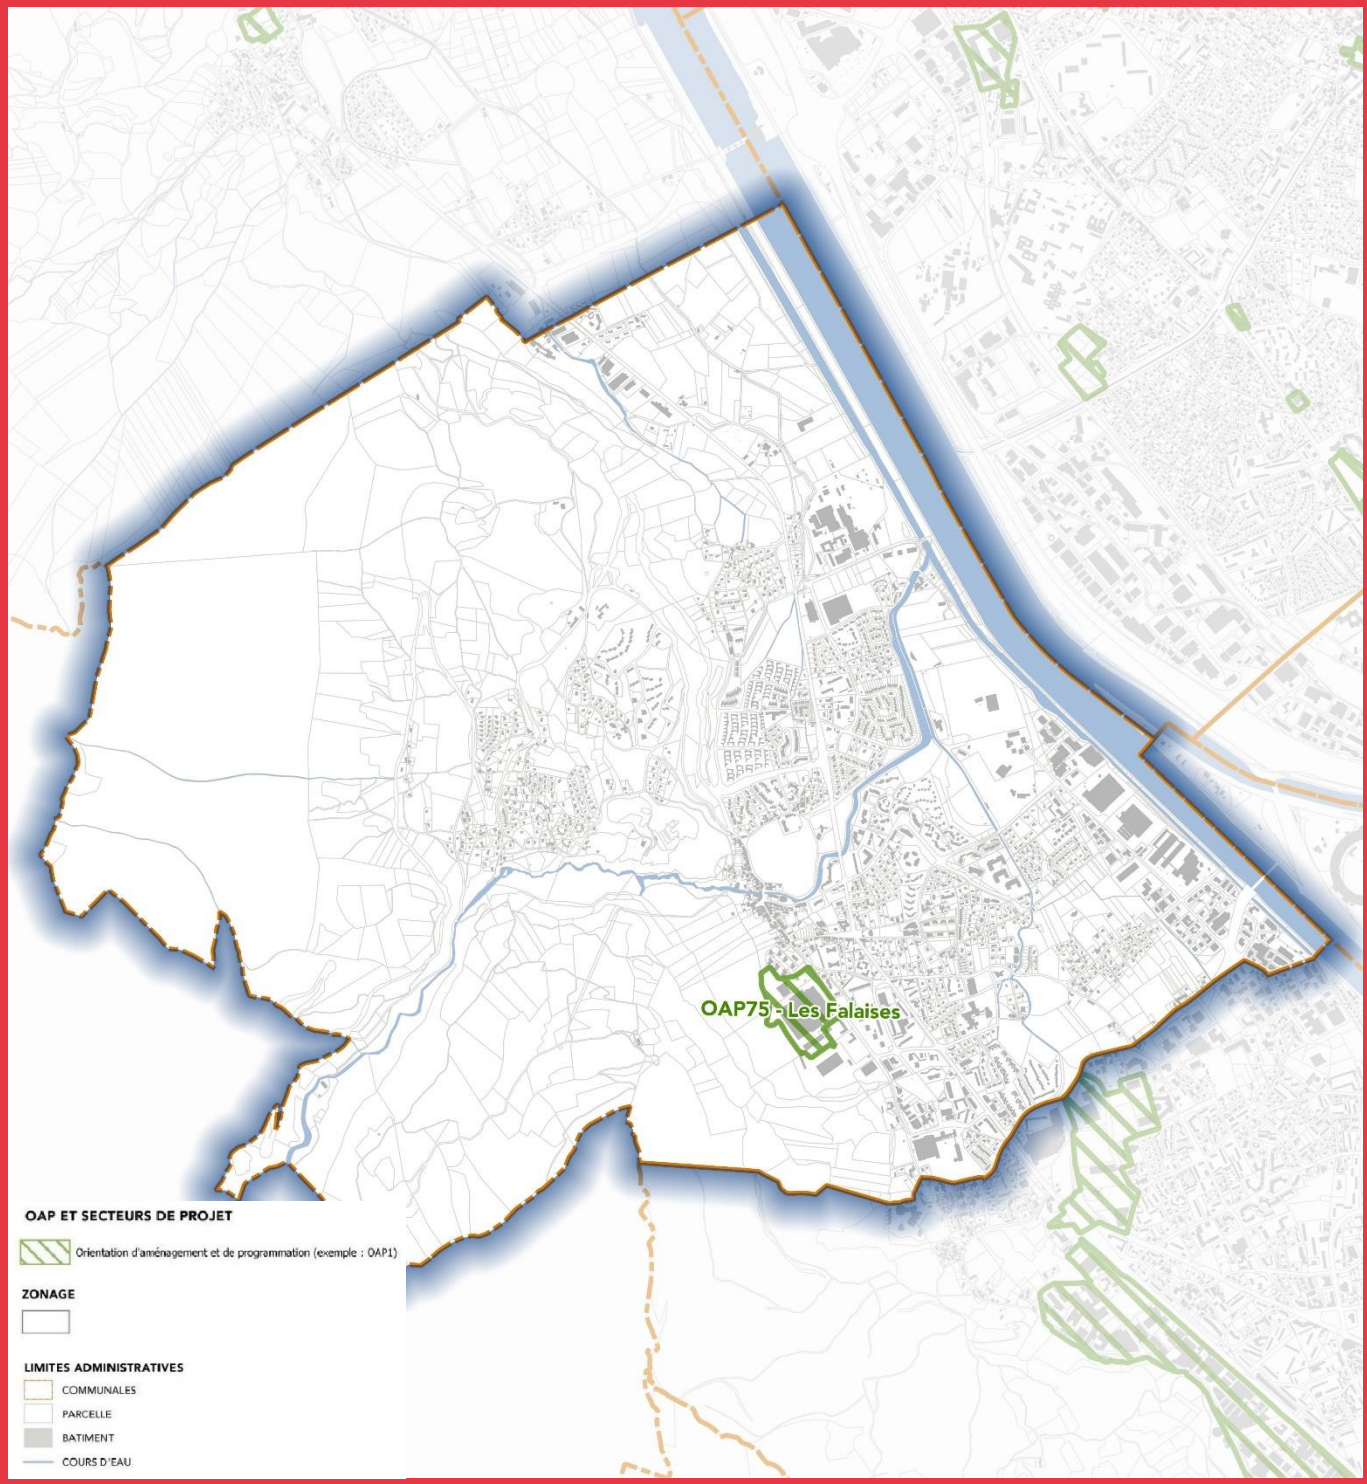 OAP75 - Les Falaises
OAP ET SECTEURS DE PROJET
Orientation d'aménagement et de programmation (exemple : OAP1)
ZONAGE
LIMITES ADMINISTRATIVES
COMMUNALES
PARCELLE
BATIMENT
COURS D'EAU